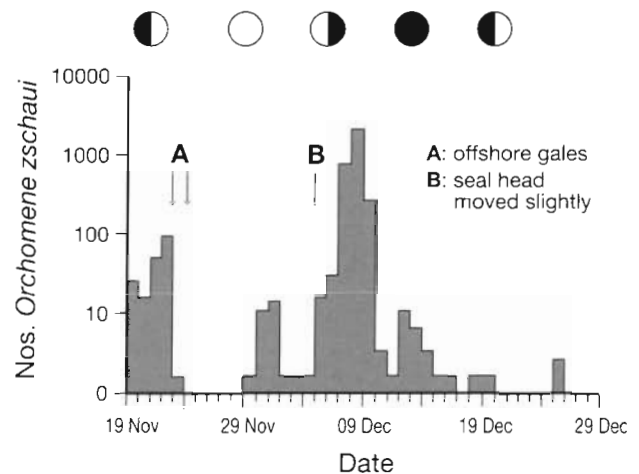 10000
1000
100
10
0
Nos. Orchomene zschaui
A
B
A: offshore gales
B: seal head
moved slightly
19 Nov 29 Nov 09 Dec 19 Dec 29 Dec
Date